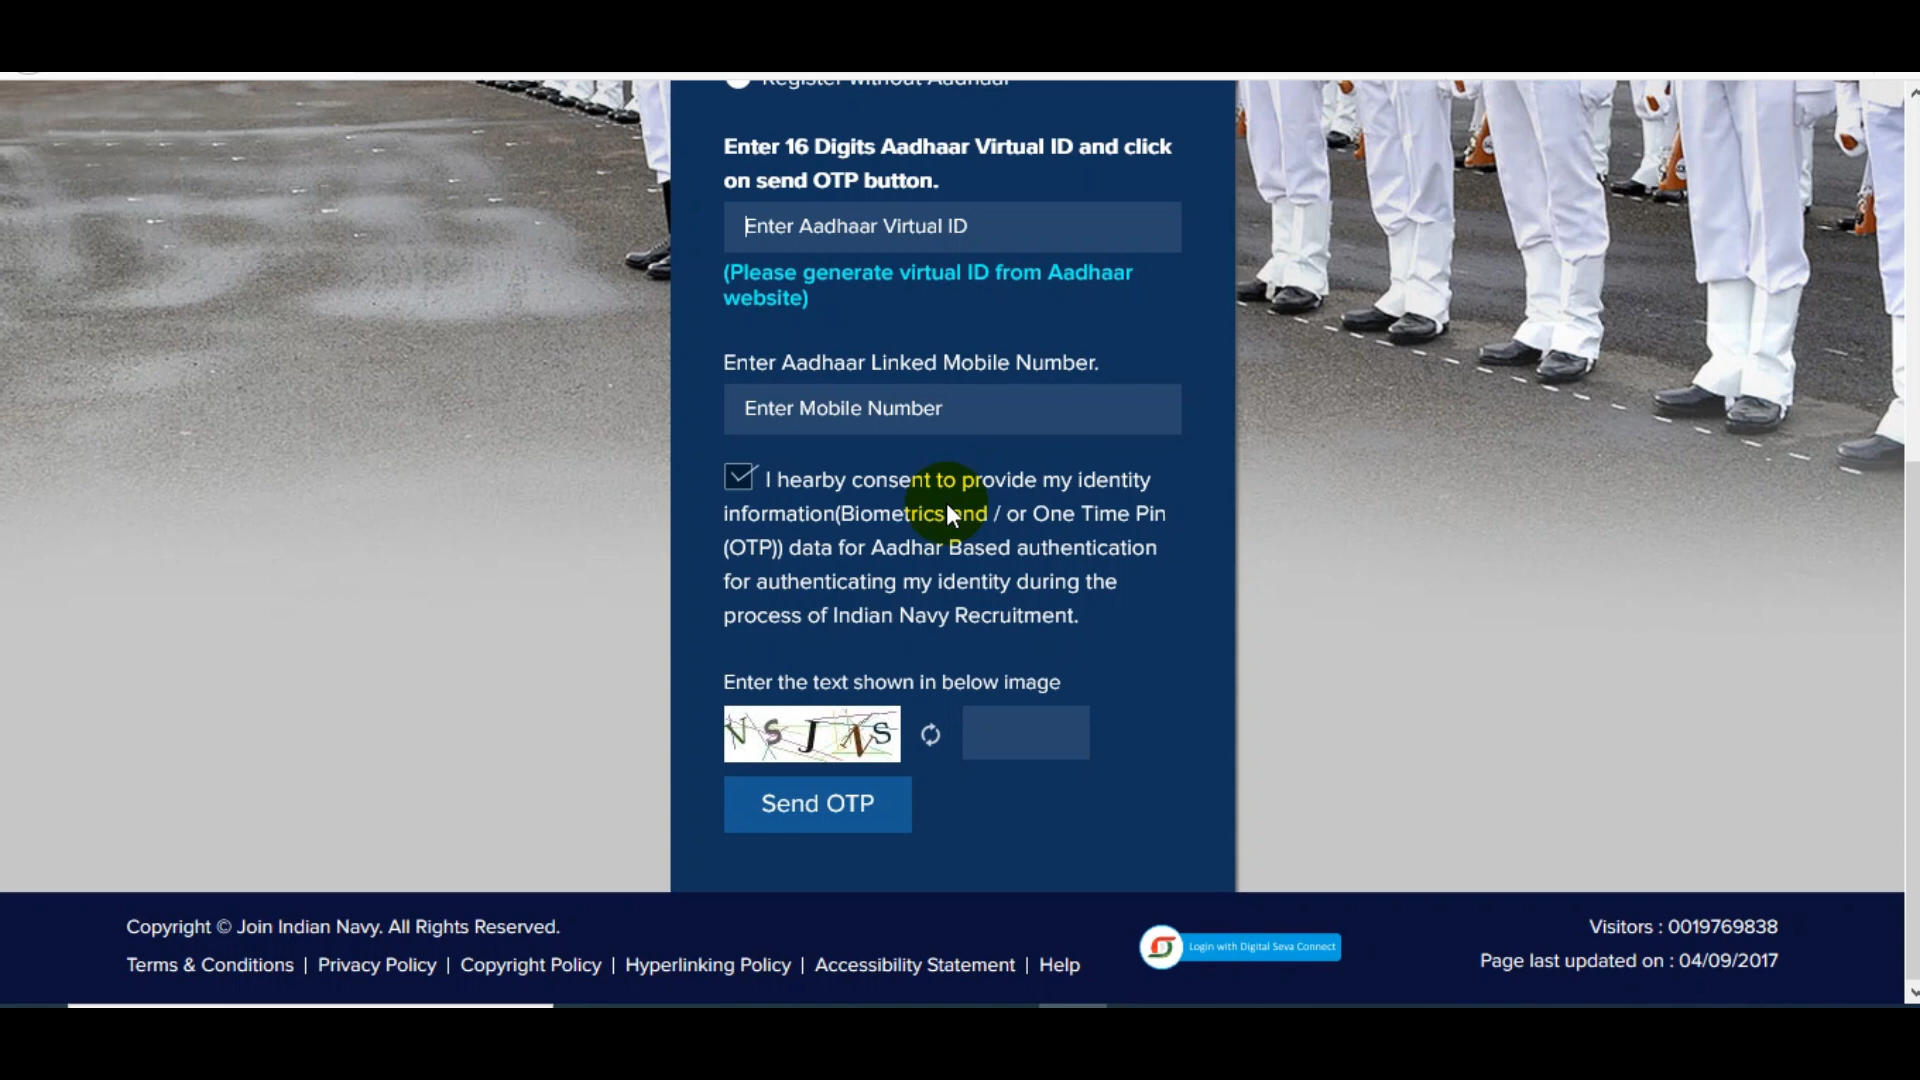 Register without Aadhaar
Enter 16 Digits Aadhaar Virtual ID and click
on send OTP button.
Enter Aadhaar Virtual ID
(Please generate virtual ID from Aadhaar
website)
Enter Aadhaar Linked Mobile Number.
Enter Mobile Number
I hearby consent to provide my identity
information(Biometrics and / or One Time Pin
(OTP)) data for Aadhar Based authentication
for authenticating my identity during the
process of Indian Navy Recruitment.
Enter the text shown in below image
V S J N S
Send OTP
Copyright © Join Indian Navy. All Rights Reserved.
Terms & Conditions | Privacy Policy | Copyright Policy | Hyperlinking Policy | Accessibility Statement | Help
Login with Digital Seva Connect
Visitors : 0019769838
Page last updated on : 04/09/2017